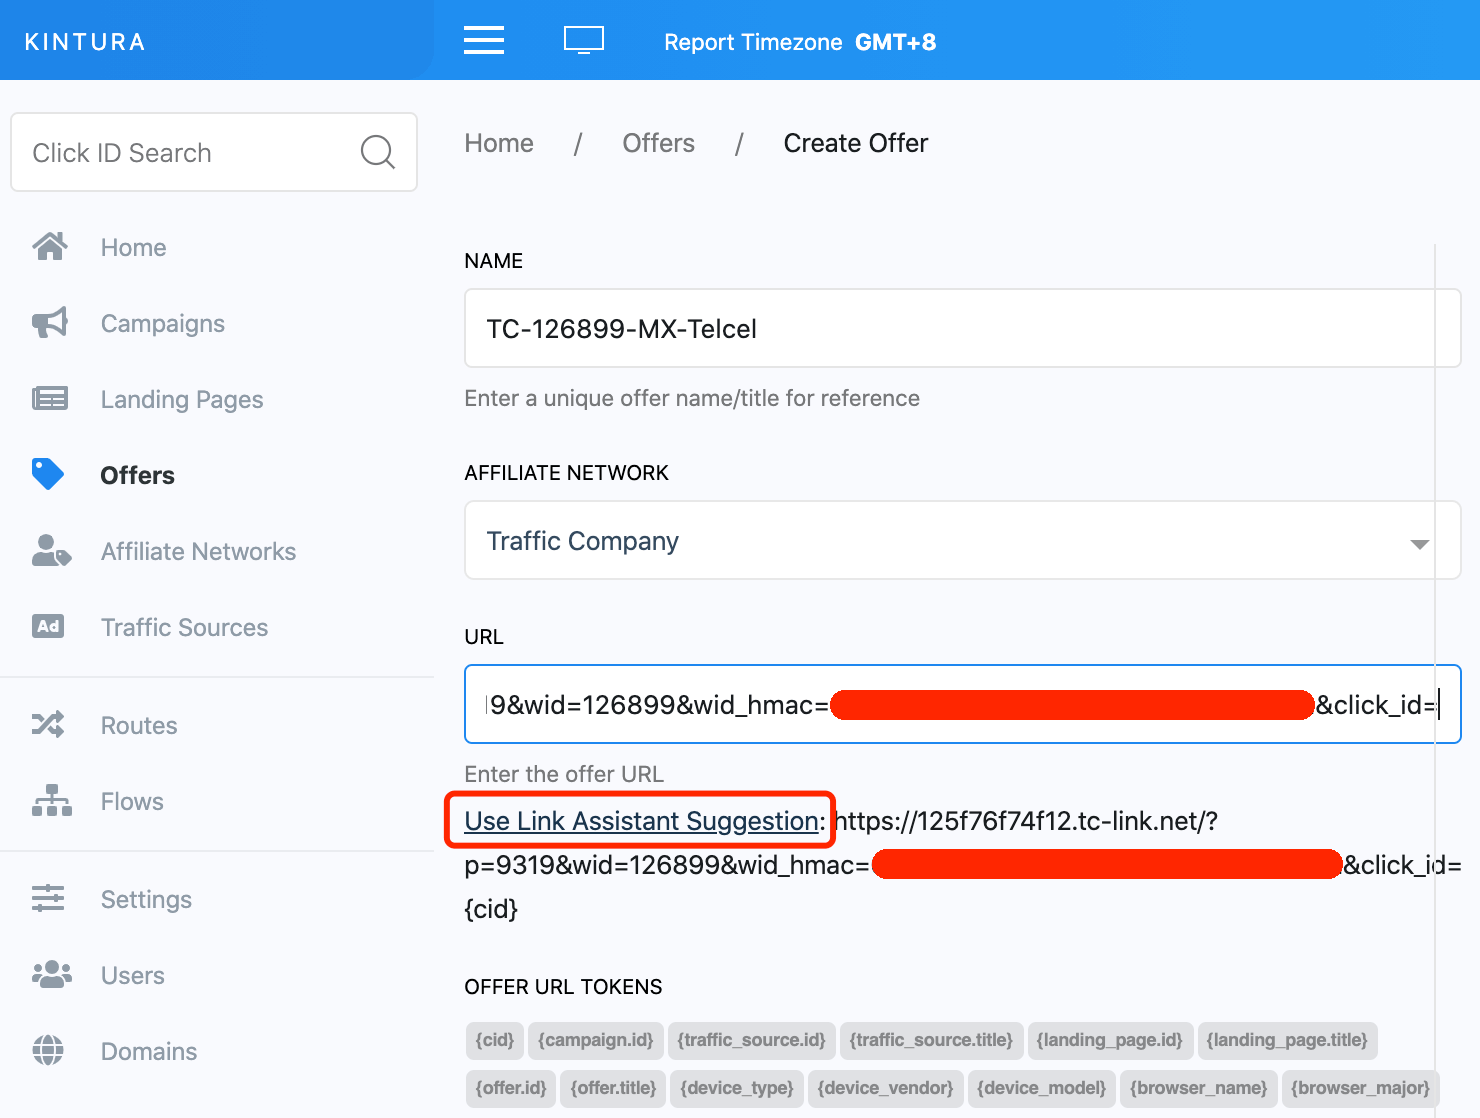 KINTURA
Report Timezone GMT+8
Click ID Search
Home / Offers / Create Offer
Home
Campaigns
Landing Pages
Offers
Affiliate Networks
Ad
Traffic Sources
Routes
Flows
Settings
Users
Domains
NAME
TC-126899-MX-Telcel
Enter a unique offer name/title for reference
AFFILIATE NETWORK
Traffic Company
URL
9&wid=126899&wid_hmac= &click_id=
Enter the offer URL
Use Link Assistant Suggestion: https://125f76f74f12.tc-link.net/?
p=9319&wid=126899&wid_hmac= &click_id=
{cid}
OFFER URL TOKENS
{cid} {campaign.id} {traffic_source.id} {traffic_source.title} {landing_page.id} {landing_page.title}
{offer.id} {offer.title} {device_type} {device_vendor} {device_model} {browser_name} {browser_major}